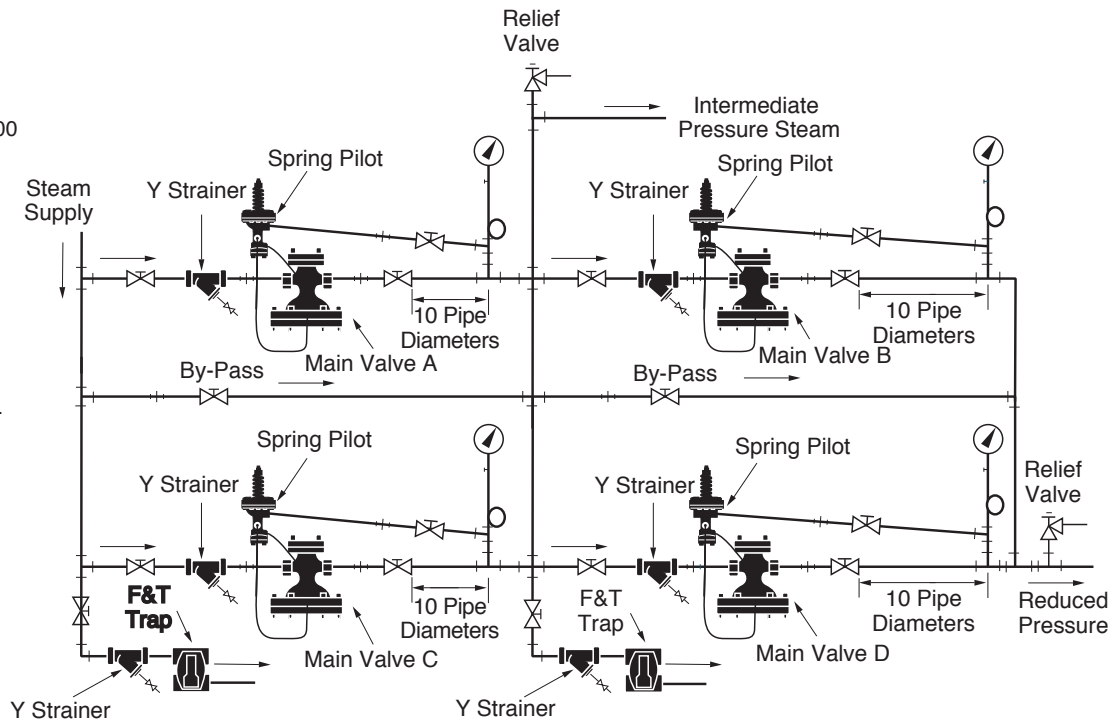 Relief
Valve
00
Intermediate
Pressure Steam
Spring Pilot
Spring Pilot
Steam
Supply
Y Strainer
Y Strainer
10 Pipe
Diameters
10 Pipe
Diameters
Main Valve A
Main Valve B
By-Pass
By-Pass
Spring Pilot
Spring Pilot
Y Strainer
Y Strainer
Relief
Valve
F&T
Trap
10 Pipe
Diameters
F&T
Trap
10 Pipe
Diameters
Reduced
Pressure
Main Valve C
Main Valve D
Y Strainer
Y Strainer